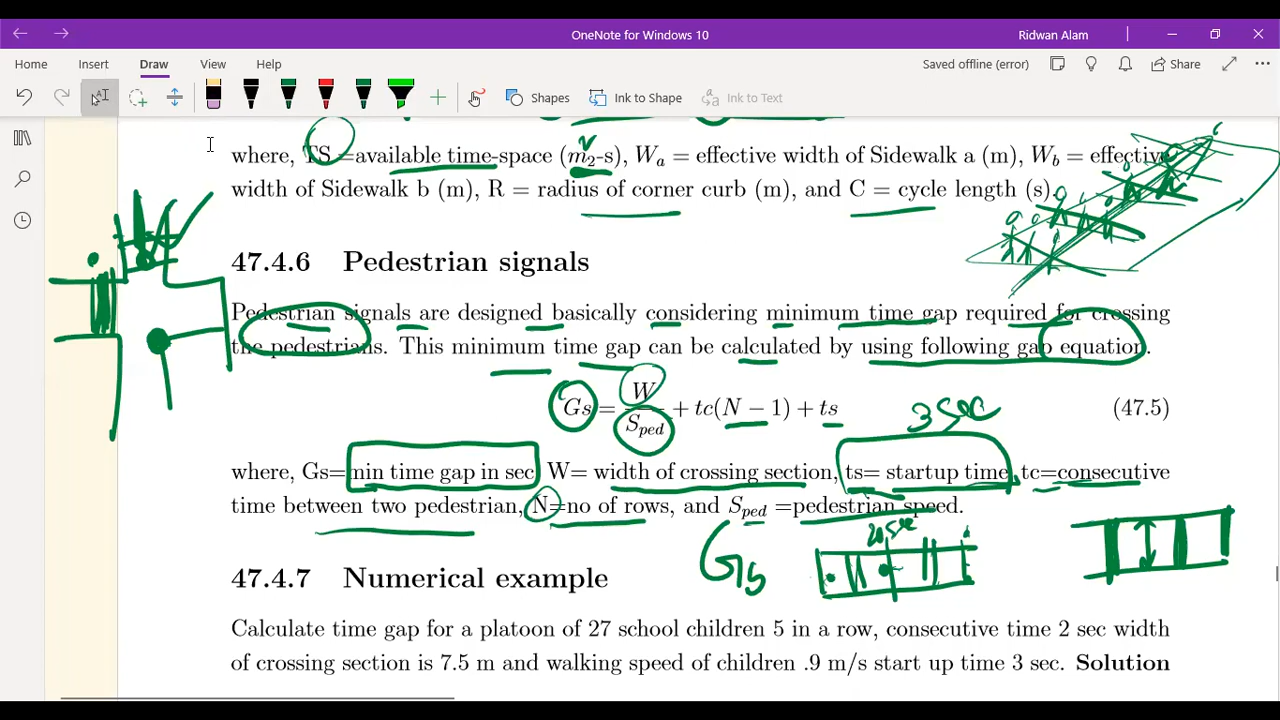 OneNote for Windows 10
Ridwan Alam
Home Insert Draw View Help
Saved offline (error)
Share
Shapes
Ink to Shape
Ink to Text
where, TS =available time-space (m2-s), Wa = effective width of Sidewalk a (m), Wb = effective
width of Sidewalk b (m), R = radius of corner curb (m), and C = cycle length (s).
47.4.6 Pedestrian signals
Pedestrian signals are designed basically considering minimum time gap required for crossing
the pedestrians. This minimum time gap can be calculated by using following gap equation.
Gs = W/Sped + tc(N − 1) + ts (47.5)
3 sec
where, Gs=min time gap in sec, W= width of crossing section, ts= startup time, tc=consecutive
time between two pedestrian, N=no of rows, and Sped =pedestrian speed.
20 sec
Gs
47.4.7 Numerical example
Calculate time gap for a platoon of 27 school children 5 in a row, consecutive time 2 sec width
of crossing section is 7.5 m and walking speed of children .9 m/s start up time 3 sec. Solution